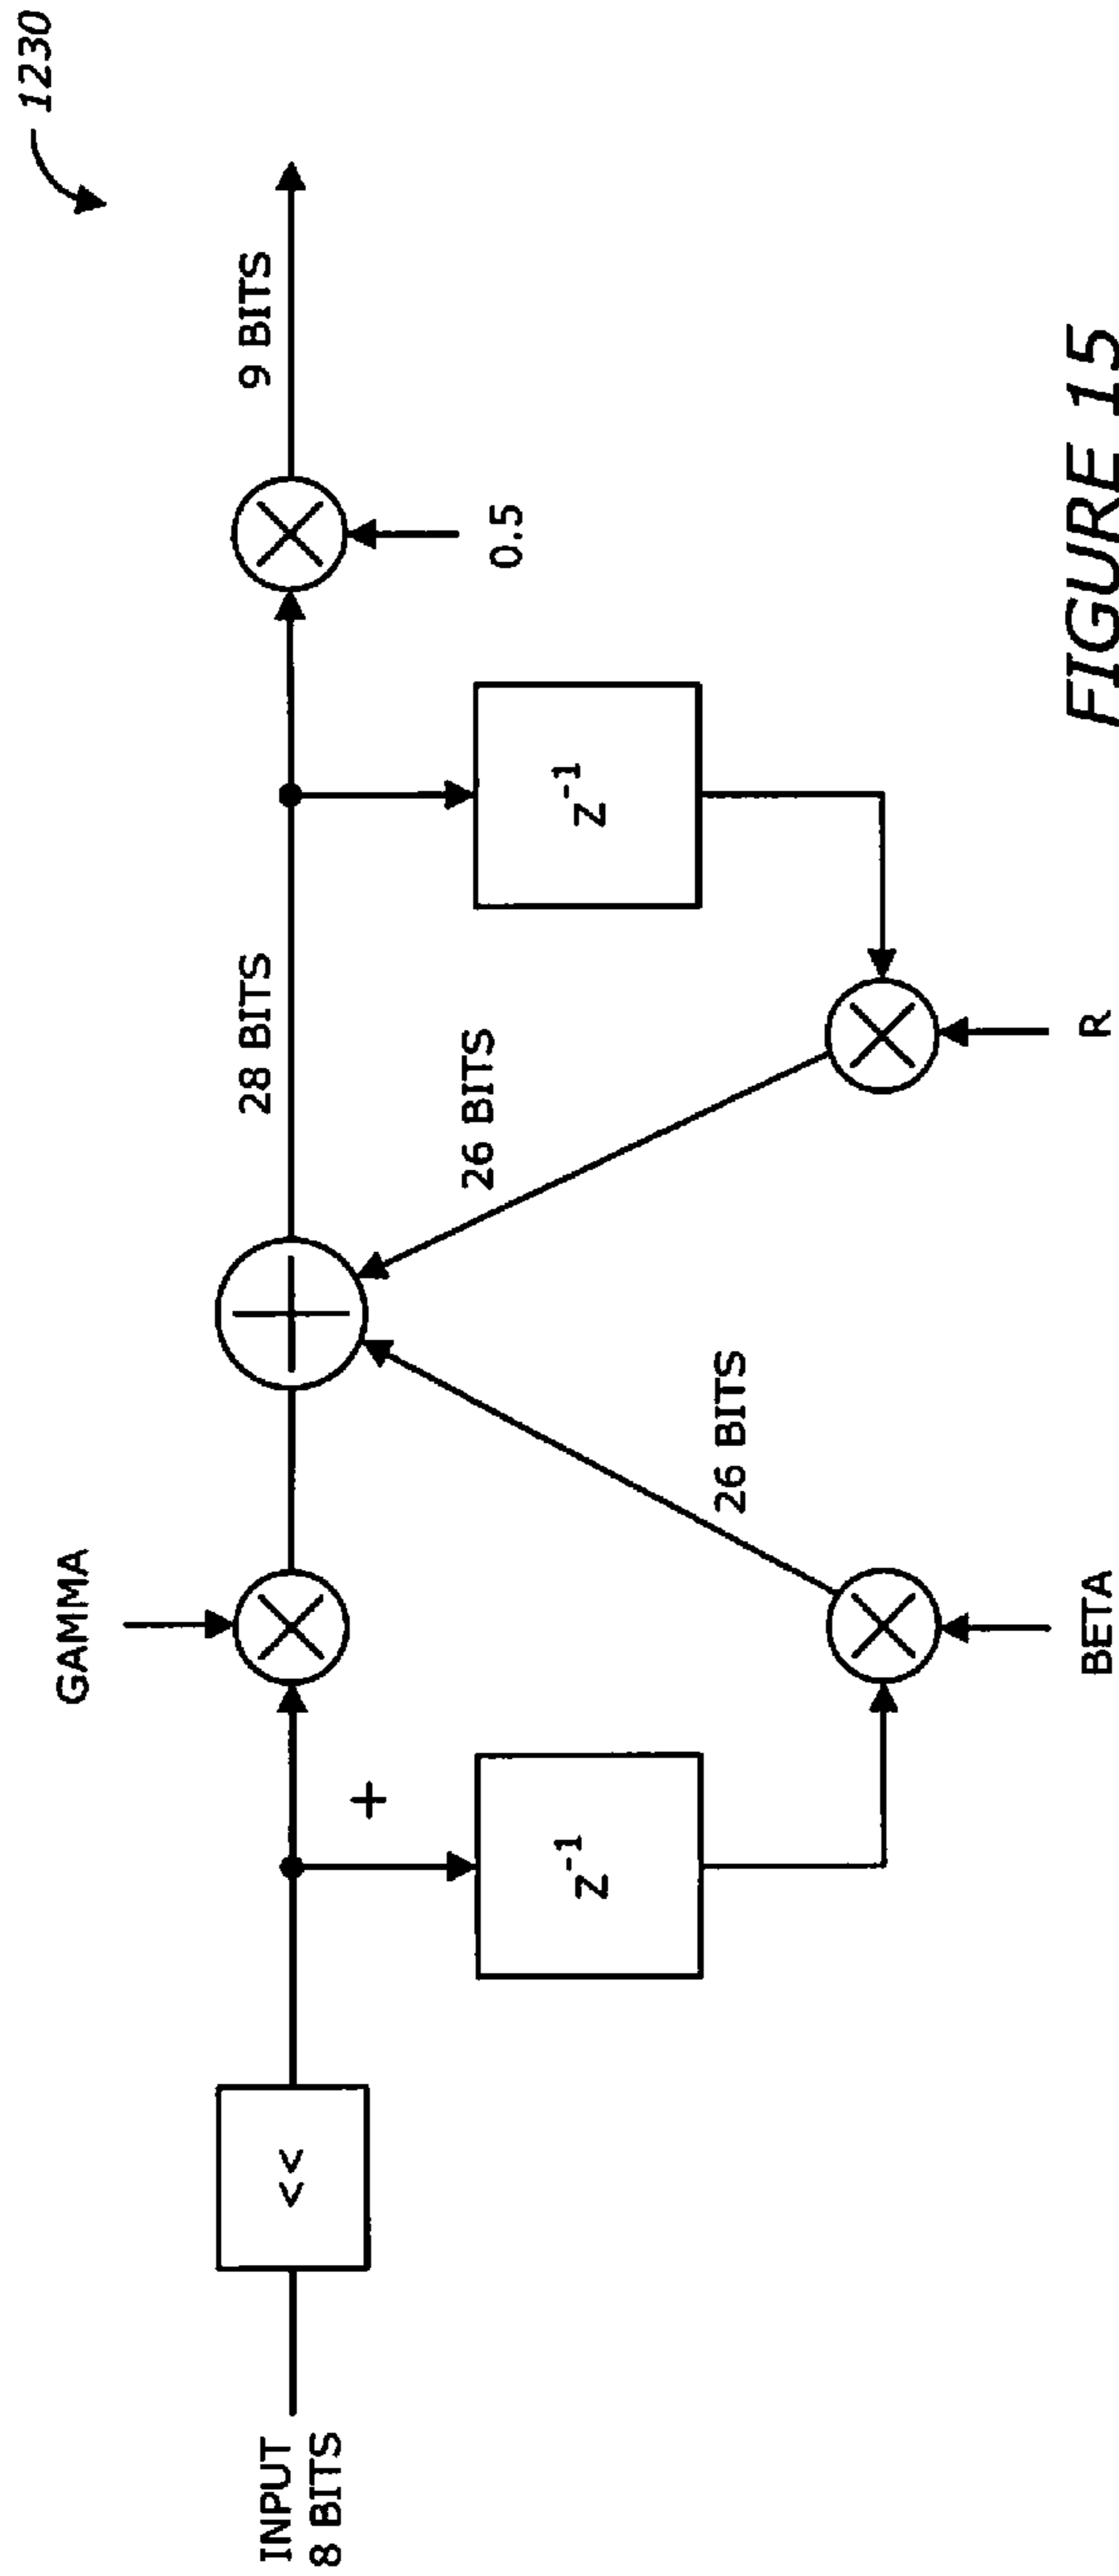 1230
INPUT
8 BITS
<<
+
z-1
GAMMA
BETA
26 BITS
26 BITS
28 BITS
z-1
R
0.5
9 BITS
FIGURE 15